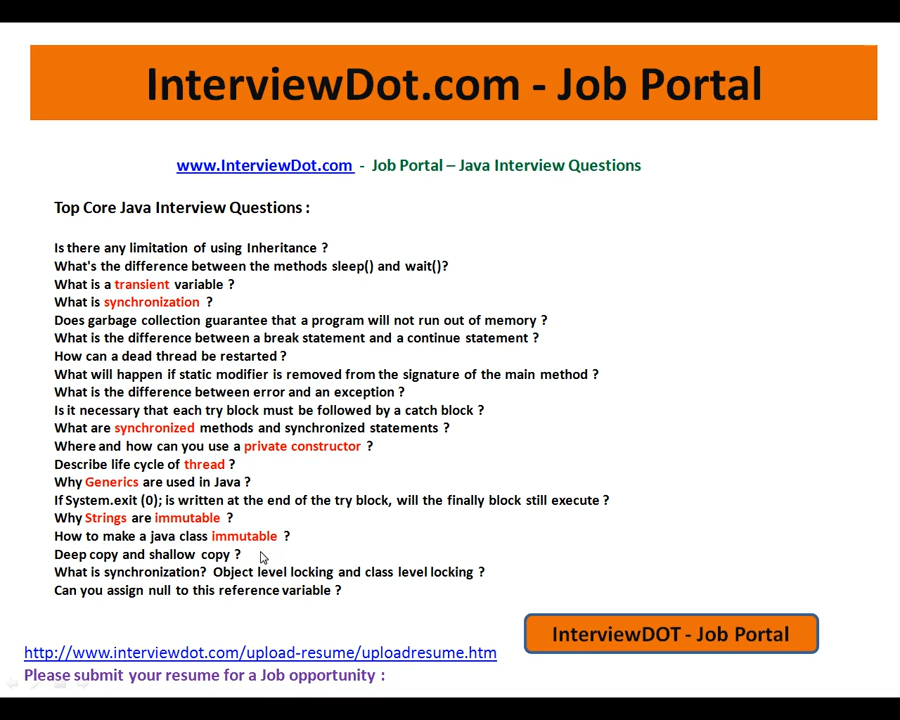 InterviewDot.com - Job Portal
www.InterviewDot.com - Job Portal – Java Interview Questions
Top Core Java Interview Questions :
Is there any limitation of using Inheritance ?
What's the difference between the methods sleep() and wait()?
What is a transient variable ?
What is synchronization ?
Does garbage collection guarantee that a program will not run out of memory ?
What is the difference between a break statement and a continue statement ?
How can a dead thread be restarted ?
What will happen if static modifier is removed from the signature of the main method ?
What is the difference between error and an exception ?
Is it necessary that each try block must be followed by a catch block ?
What are synchronized methods and synchronized statements ?
Where and how can you use a private constructor ?
Describe life cycle of thread ?
Why Generics are used in Java ?
If System.exit (0); is written at the end of the try block, will the finally block still execute ?
Why Strings are immutable ?
How to make a java class immutable ?
Deep copy and shallow copy ?
What is synchronization? Object level locking and class level locking ?
Can you assign null to this reference variable ?
InterviewDOT - Job Portal
http://www.interviewdot.com/upload-resume/uploadresume.htm
Please submit your resume for a Job opportunity :